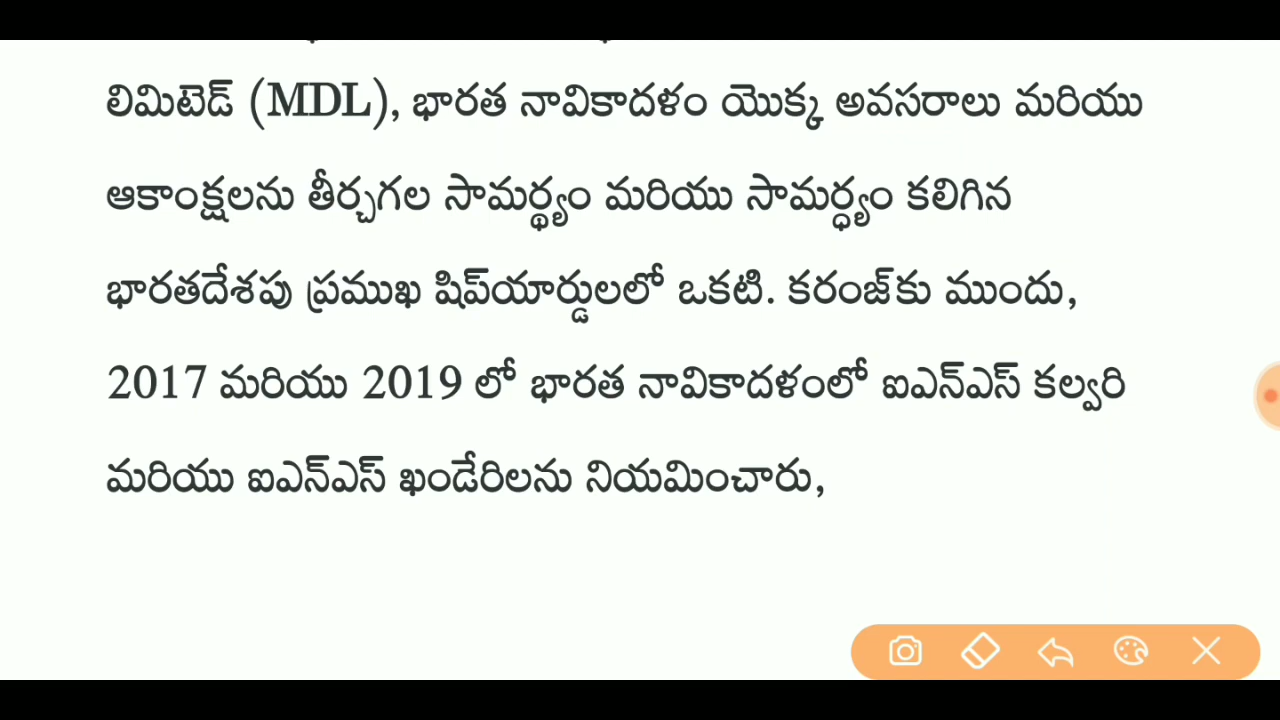 లిమిటెడ్ (MDL), భారత నావికాదళం యొక్క అవసరాలు మరియు
ఆకాంక్షలను తీర్చగల సామర్థ్యం మరియు సామర్ధ్యం కలిగిన
భారతదేశపు ప్రముఖ షిప్‌యార్డులలో ఒకటి. కరంజ్‌కు ముందు,
2017 మరియు 2019 లో భారత నావికాదళంలో ఐఎన్ఎస్ కల్వరి
మరియు ఐఎన్ఎస్ ఖండేరిలను నియమించారు,